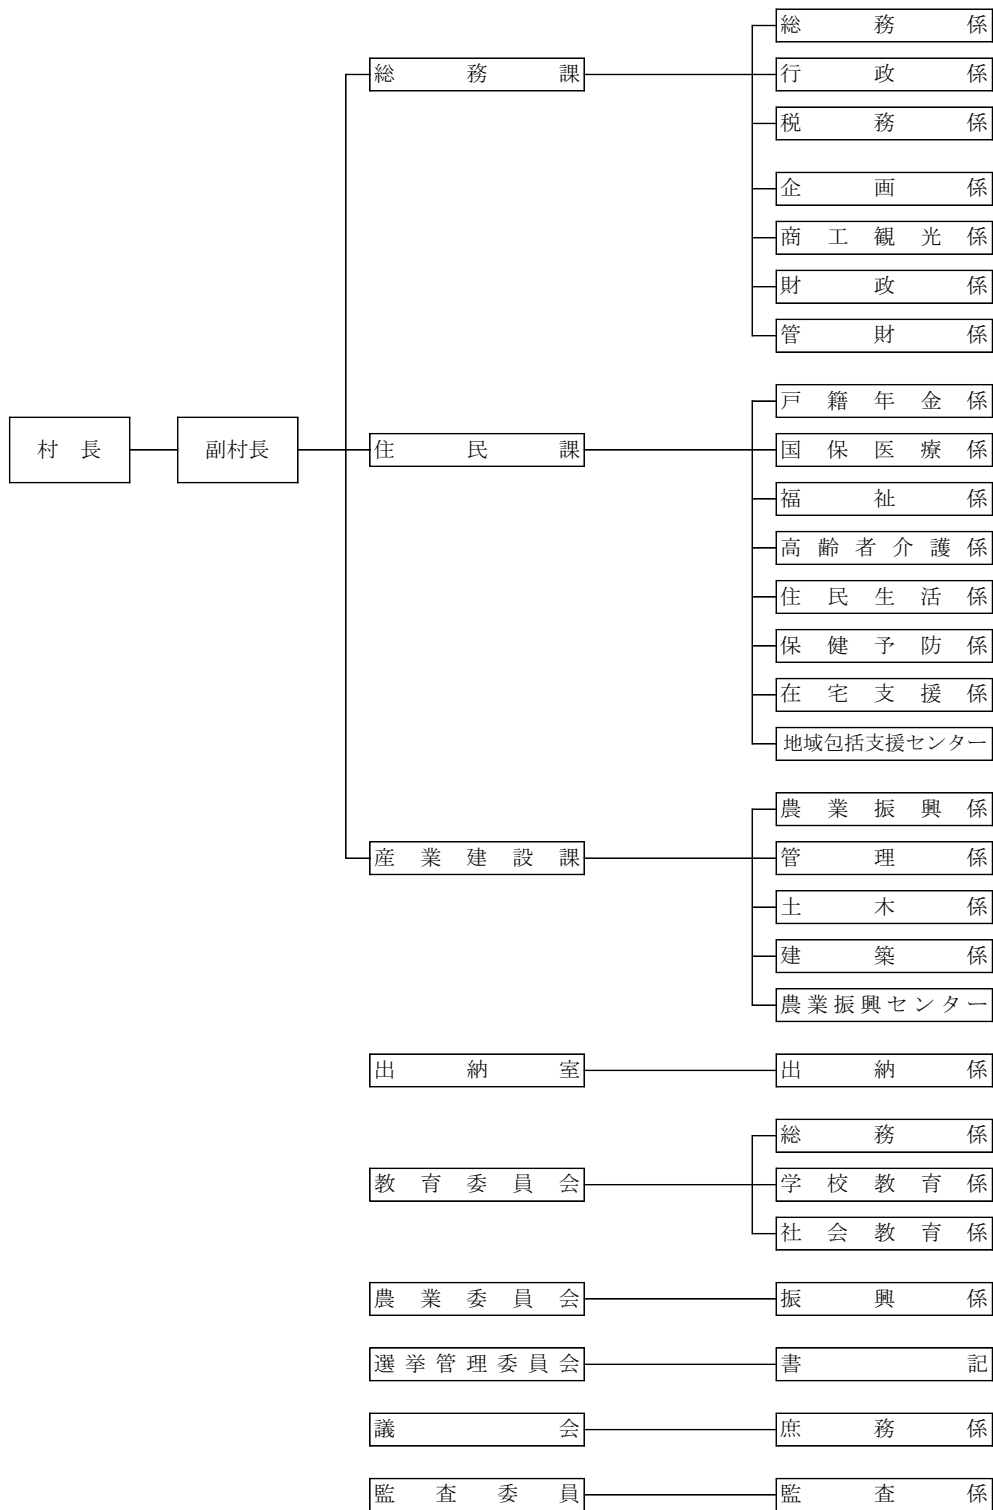 総務係
総務課
行政係
税務係
企画係
商工観光係
財政係
管財係
戸籍年金係
村長
副村長
住民課
国保医療係
福祉係
高齢者介護係
住民生活係
保健予防係
在宅支援係
地域包括支援センター
農業振興係
産業建設課
管理係
土木係
建築係
農業振興センター
出納室
出納係
総務係
教育委員会
学校教育係
社会教育係
農業委員会
振興係
選挙管理委員会
書記
議会
庶務係
監査委員
監査係